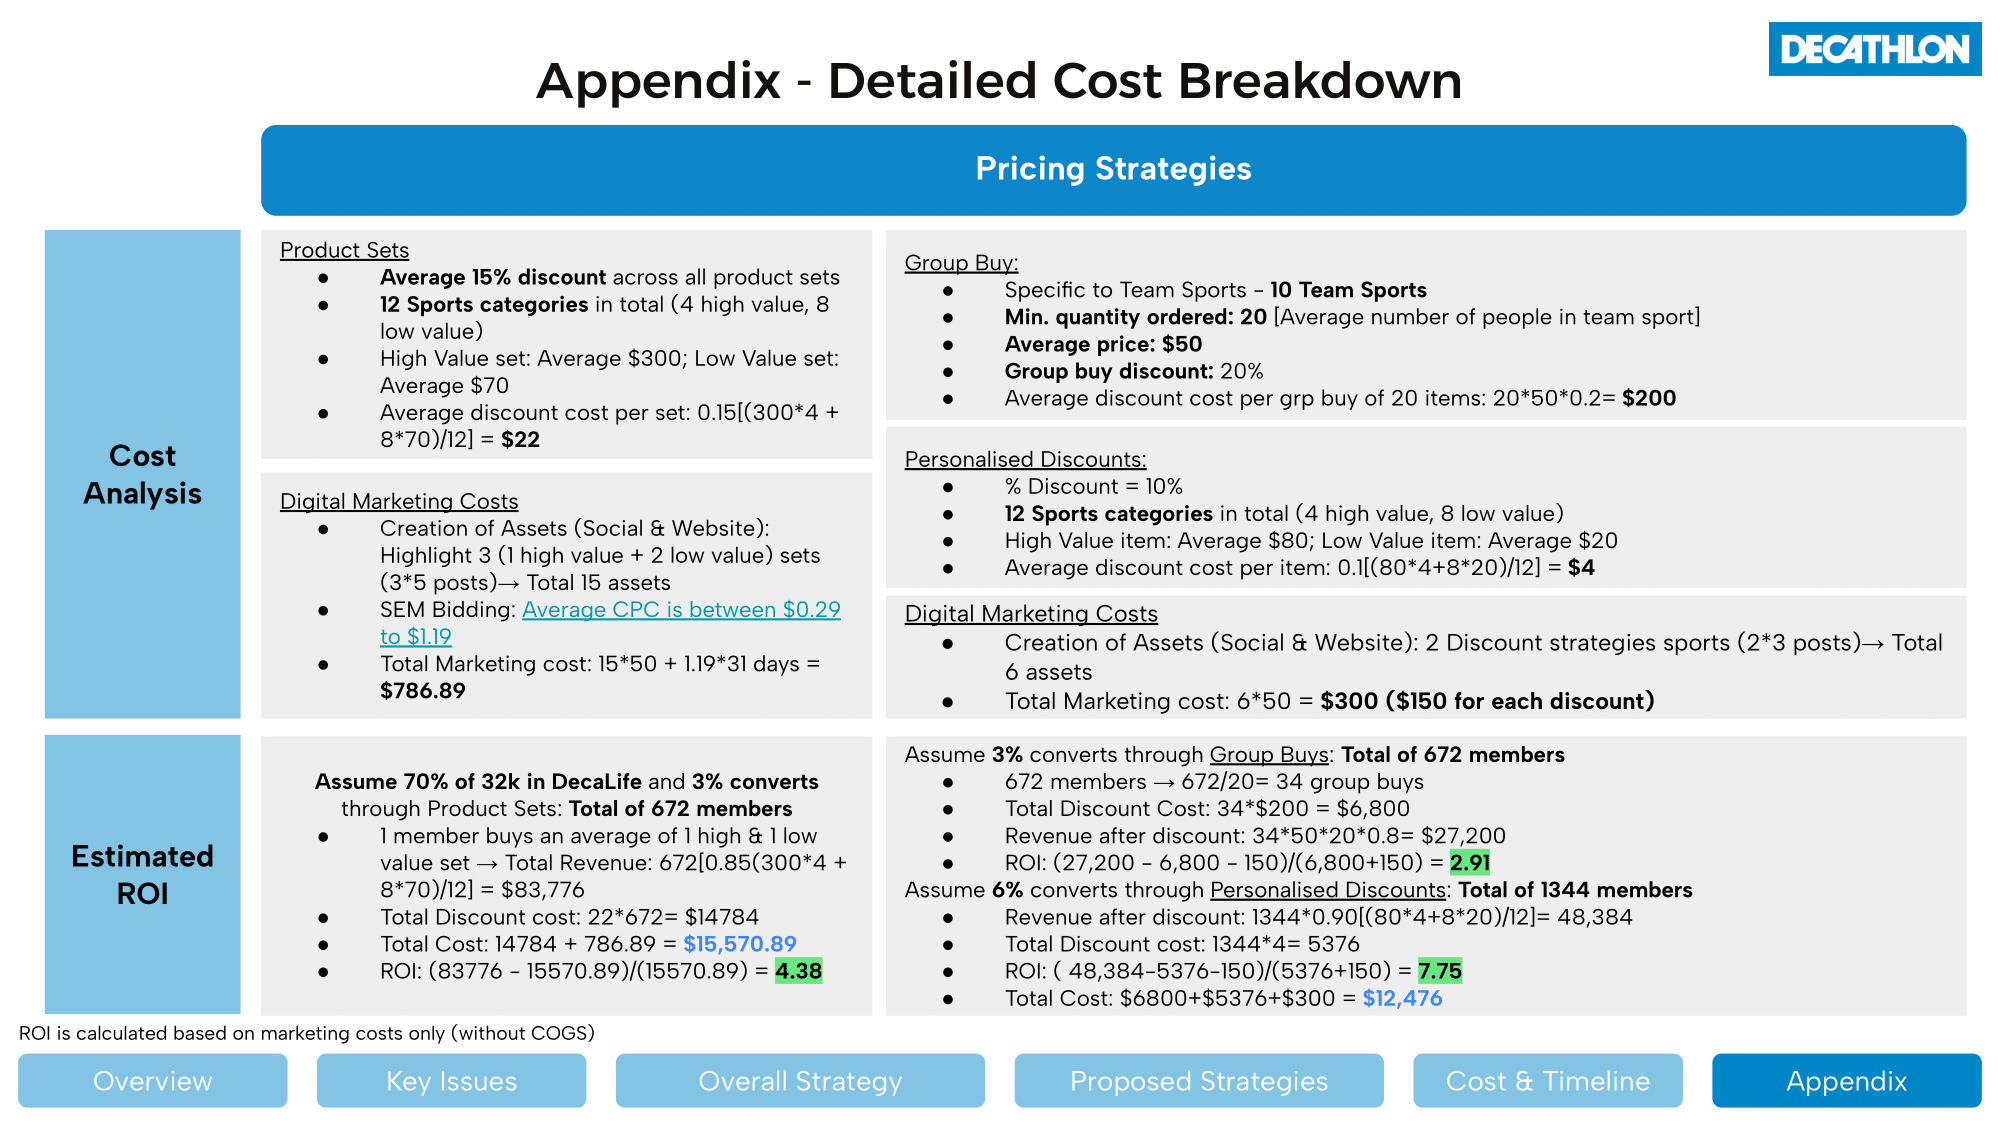 DECATHLON
Appendix - Detailed Cost Breakdown
Pricing Strategies
Cost
Analysis
Product Sets
● Average 15% discount across all product sets
● 12 Sports categories in total (4 high value, 8
low value)
● High Value set: Average $300; Low Value set:
Average $70
● Average discount cost per set: 0.15[(300*4 +
8*70)/12] = $22
Digital Marketing Costs
● Creation of Assets (Social & Website):
Highlight 3 (1 high value + 2 low value) sets
(3*5 posts)→ Total 15 assets
● SEM Bidding: Average CPC is between $0.29
to $1.19
● Total Marketing cost: 15*50 + 1.19*31 days =
$786.89
Group Buy:
● Specific to Team Sports - 10 Team Sports
● Min. quantity ordered: 20 [Average number of people in team sport]
● Average price: $50
● Group buy discount: 20%
● Average discount cost per grp buy of 20 items: 20*50*0.2= $200
Personalised Discounts:
● % Discount = 10%
● 12 Sports categories in total (4 high value, 8 low value)
● High Value item: Average $80; Low Value item: Average $20
● Average discount cost per item: 0.1[(80*4+8*20)/12] = $4
Digital Marketing Costs
● Creation of Assets (Social & Website): 2 Discount strategies sports (2*3 posts)→ Total
6 assets
● Total Marketing cost: 6*50 = $300 ($150 for each discount)
Estimated
ROI
Assume 70% of 32k in DecaLife and 3% converts
through Product Sets: Total of 672 members
● 1 member buys an average of 1 high & 1 low
value set → Total Revenue: 672[0.85(300*4 +
8*70)/12] = $83,776
● Total Discount cost: 22*672= $14784
● Total Cost: 14784 + 786.89 = $15,570.89
● ROI: (83776 - 15570.89)/(15570.89) = 4.38
Assume 3% converts through Group Buys: Total of 672 members
● 672 members → 672/20= 34 group buys
● Total Discount Cost: 34*$200 = $6,800
● Revenue after discount: 34*50*20*0.8= $27,200
● ROI: (27,200 - 6,800 - 150)/(6,800+150) = 2.91
Assume 6% converts through Personalised Discounts: Total of 1344 members
● Revenue after discount: 1344*0.90[(80*4+8*20)/12]= 48,384
● Total Discount cost: 1344*4= 5376
● ROI: ( 48,384-5376-150)/(5376+150) = 7.75
● Total Cost: $6800+$5376+$300 = $12,476
ROI is calculated based on marketing costs only (without COGS)
Overview
Key Issues
Overall Strategy
Proposed Strategies
Cost & Timeline
Appendix